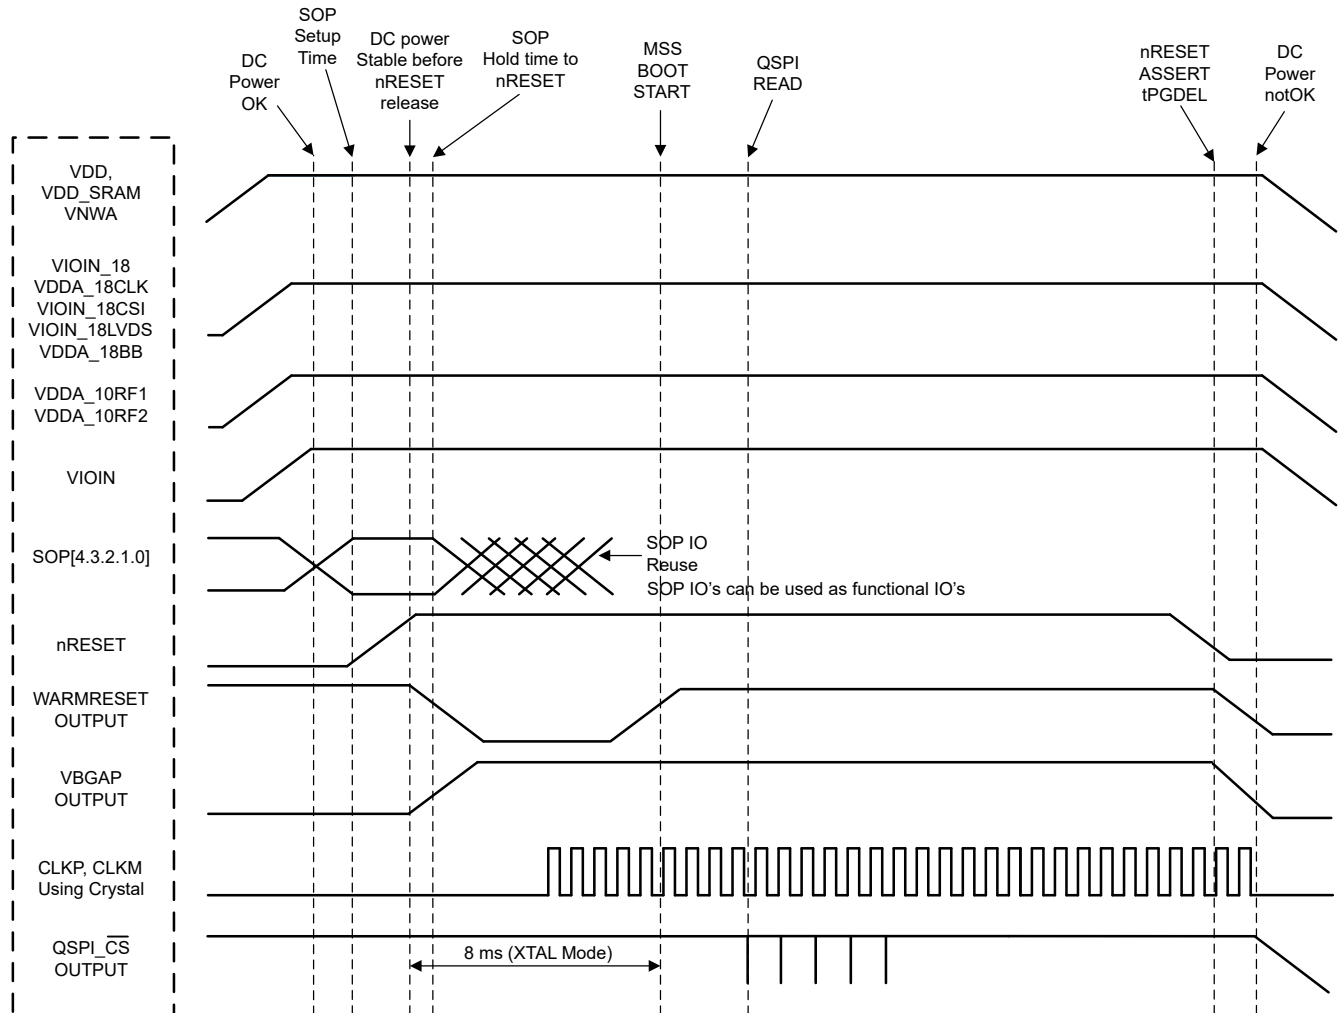 SOP
Setup
Time
DC
Power
OK
DC power
Stable before
nRESET
release
SOP
Hold time to
nRESET
MSS
BOOT
START
QSPI
READ
nRESET
ASSERT
tPGDEL
DC
Power
notOK
VDD,
VDD_SRAM
VNWA
VIOIN_18
VDDA_18CLK
VIOIN_18CSI
VIOIN_18LVDS
VDDA_18BB
VDDA_10RF1
VDDA_10RF2
VIOIN
SOP[4.3.2.1.0]
SOP IO
Reuse
SOP IO's can be used as functional IO's
nRESET
WARMRESET
OUTPUT
VBGAP
OUTPUT
CLKP, CLKM
Using Crystal
QSPI_C̅S̅
OUTPUT
8 ms (XTAL Mode)